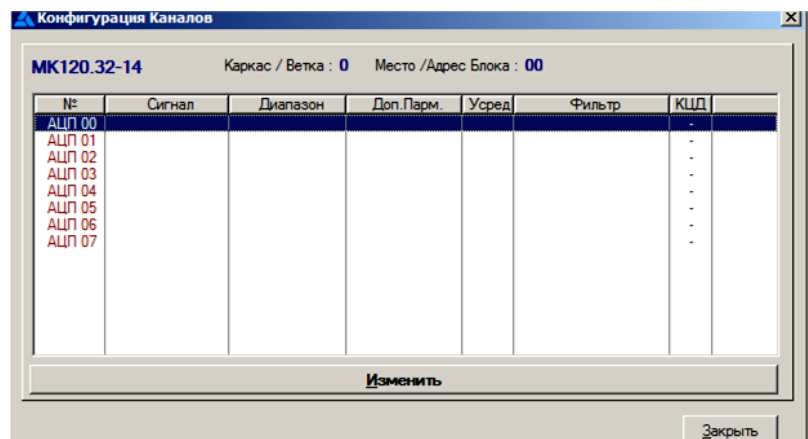 Конфигурация Каналов
МК120.32-14 Каркас / Ветка : 0 Место /Адрес Блока : 00
№ Сигнал Диапазон Доп.Парм. Усред Фильтр КЦД
АЦП 00 -
АЦП 01 -
АЦП 02 -
АЦП 03 -
АЦП 04 -
АЦП 05 -
АЦП 06 -
АЦП 07 -
Изменить
Закрыть